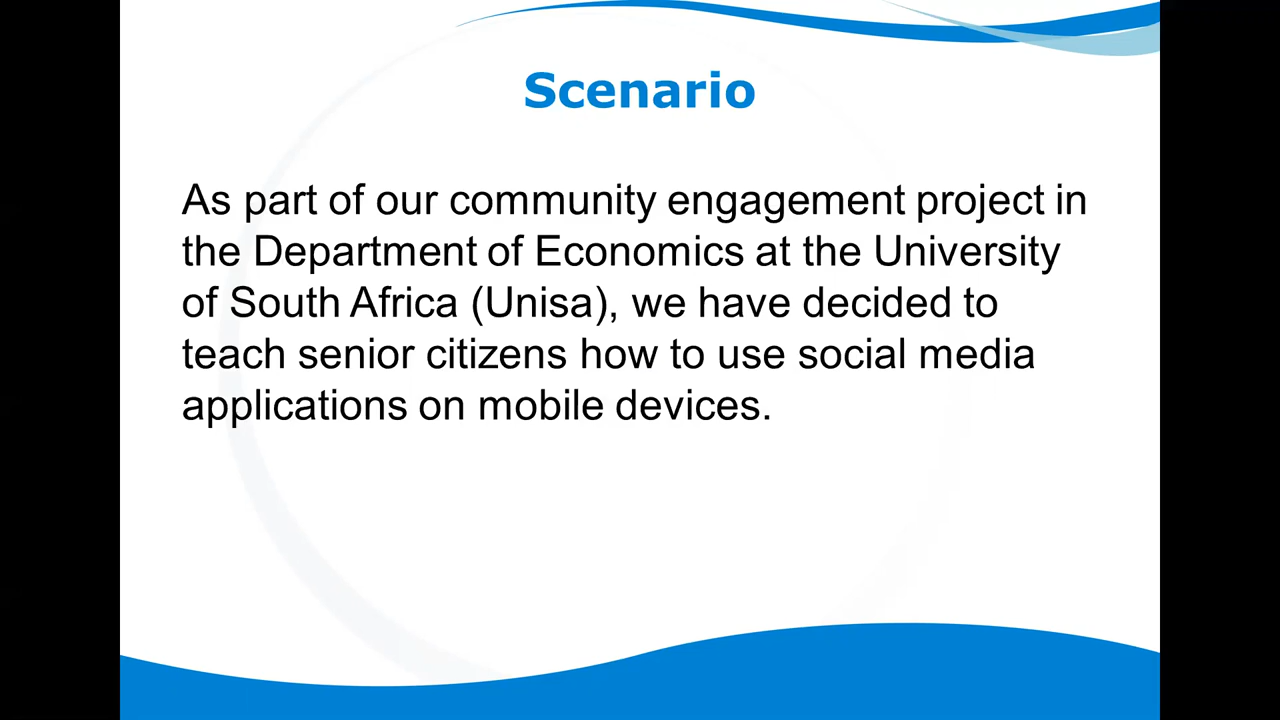 Scenario
As part of our community engagement project in
the Department of Economics at the University
of South Africa (Unisa), we have decided to
teach senior citizens how to use social media
applications on mobile devices.